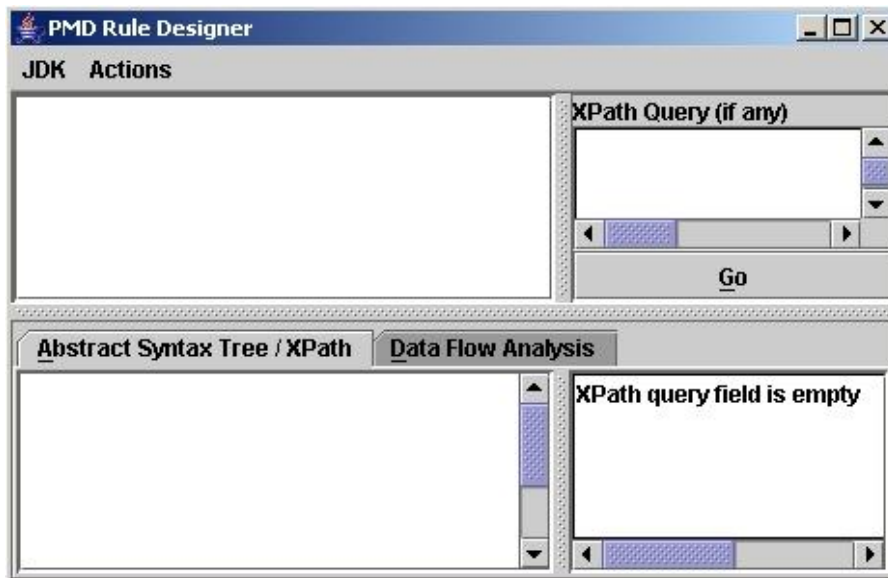 PMD Rule Designer
JDK Actions
XPath Query (if any)
Go
Abstract Syntax Tree / XPath Data Flow Analysis
XPath query field is empty